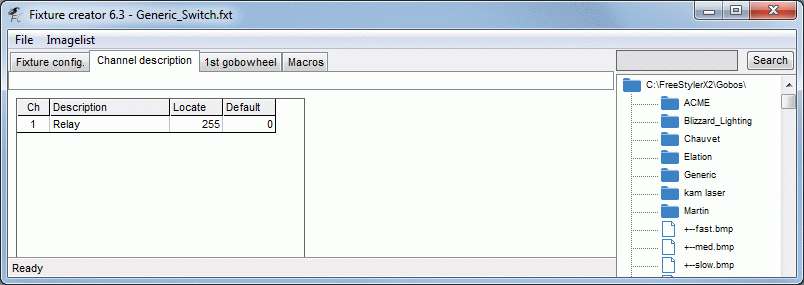 Fixture creator 6.3 - Generic_Switch.fxt
File Imagelist
Fixture config. Channel description 1st gobowheel Macros
Search
Ch Description Locate Default
1 Relay 255 0
C:\FreeStylerX2\Gobos\
ACME
Blizzard_Lighting
Chauvet
Elation
Generic
kam laser
Martin
+--fast.bmp
+--med.bmp
+--slow.bmp
Ready